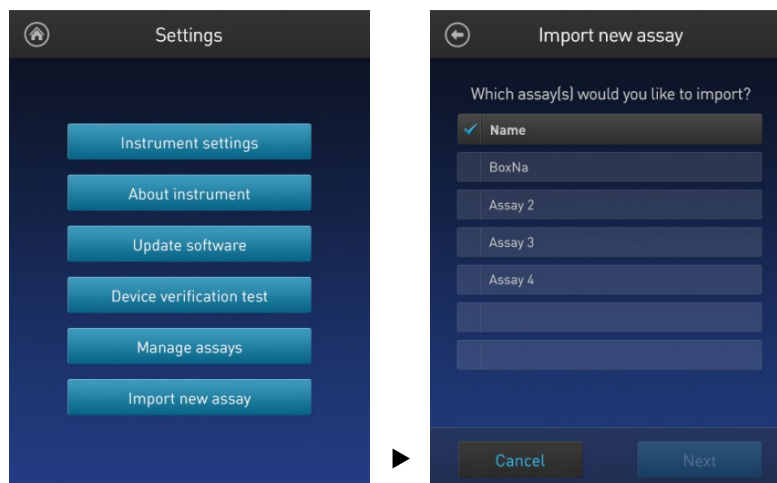 Settings
Instrument settings
About instrument
Update software
Device verification test
Manage assays
Import new assay
Import new assay
Which assay(s) would you like to import?
Name
BoxNa
Assay 2
Assay 3
Assay 4
Cancel
Next